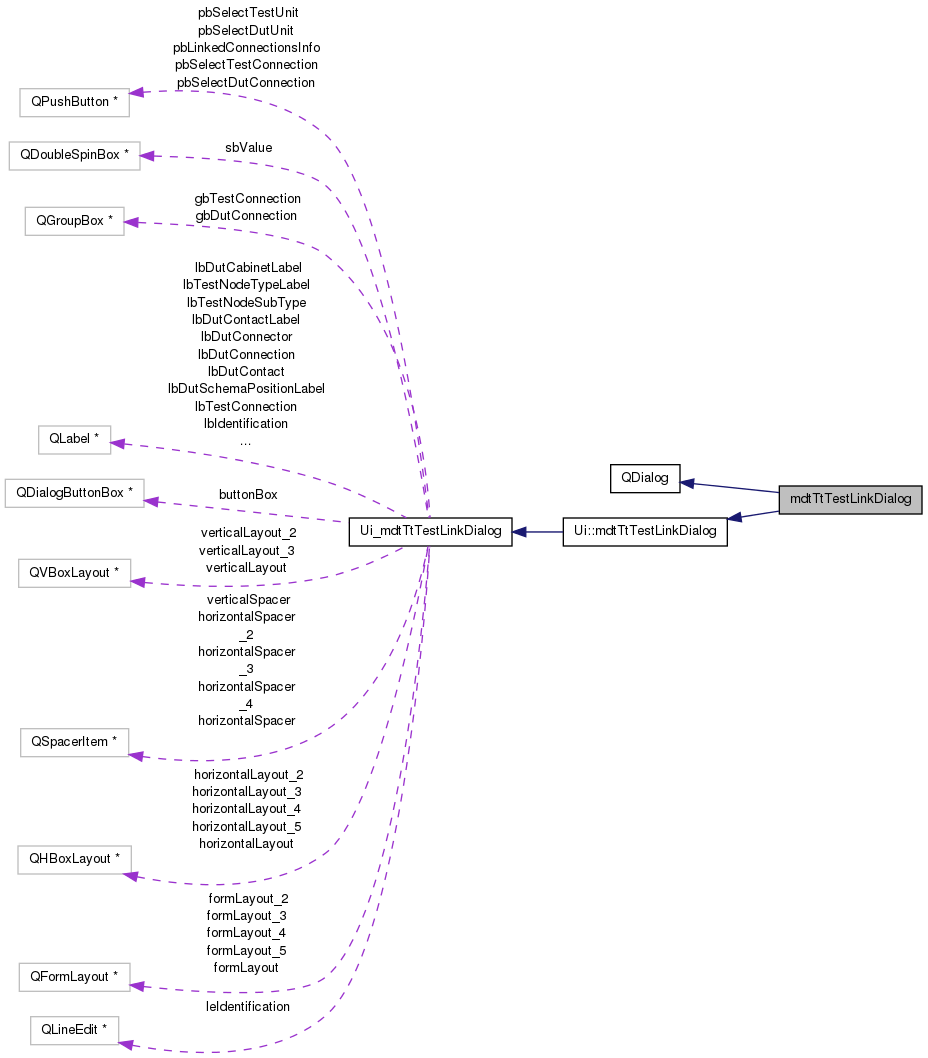 pbSelectTestUnit
pbSelectDutUnit
pbLinkedConnectionsInfo
pbSelectTestConnection
pbSelectDutConnection
QPushButton *
sbValue
QDoubleSpinBox *
gbTestConnection
gbDutConnection
QGroupBox *
lbDutCabinetLabel
lbTestNodeTypeLabel
lbTestNodeSubType
lbDutContactLabel
lbDutConnector
lbDutConnection
lbDutContact
lbDutSchemaPositionLabel
lbTestConnection
lbIdentification
...
QLabel *
QDialog
mdtTtTestLinkDialog
buttonBox
QDialogButtonBox *
Ui_mdtTtTestLinkDialog
Ui::mdtTtTestLinkDialog
verticalLayout_2
verticalLayout_3
verticalLayout
QVBoxLayout *
verticalSpacer
horizontalSpacer
_2
horizontalSpacer
_3
horizontalSpacer
_4
horizontalSpacer
QSpacerItem *
horizontalLayout_2
horizontalLayout_3
horizontalLayout_4
horizontalLayout_5
horizontalLayout
QHBoxLayout *
formLayout_2
formLayout_3
formLayout_4
formLayout_5
formLayout
QFormLayout *
leIdentification
QLineEdit *